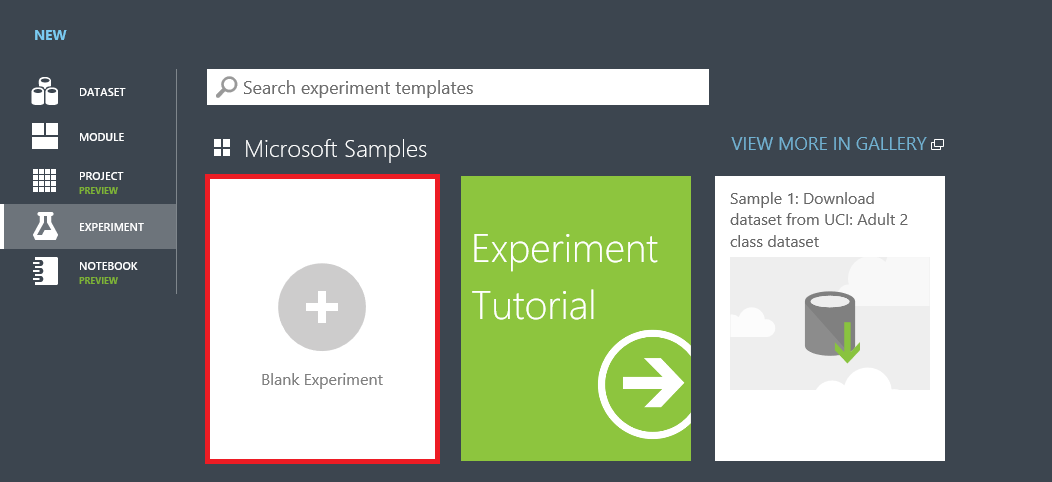 NEW
DATASET
MODULE
PROJECT
PREVIEW
EXPERIMENT
NOTEBOOK
PREVIEW
Search experiment templates
Microsoft Samples
VIEW MORE IN GALLERY
Blank Experiment
Experiment
Tutorial
Sample 1: Download
dataset from UCI: Adult 2
class dataset